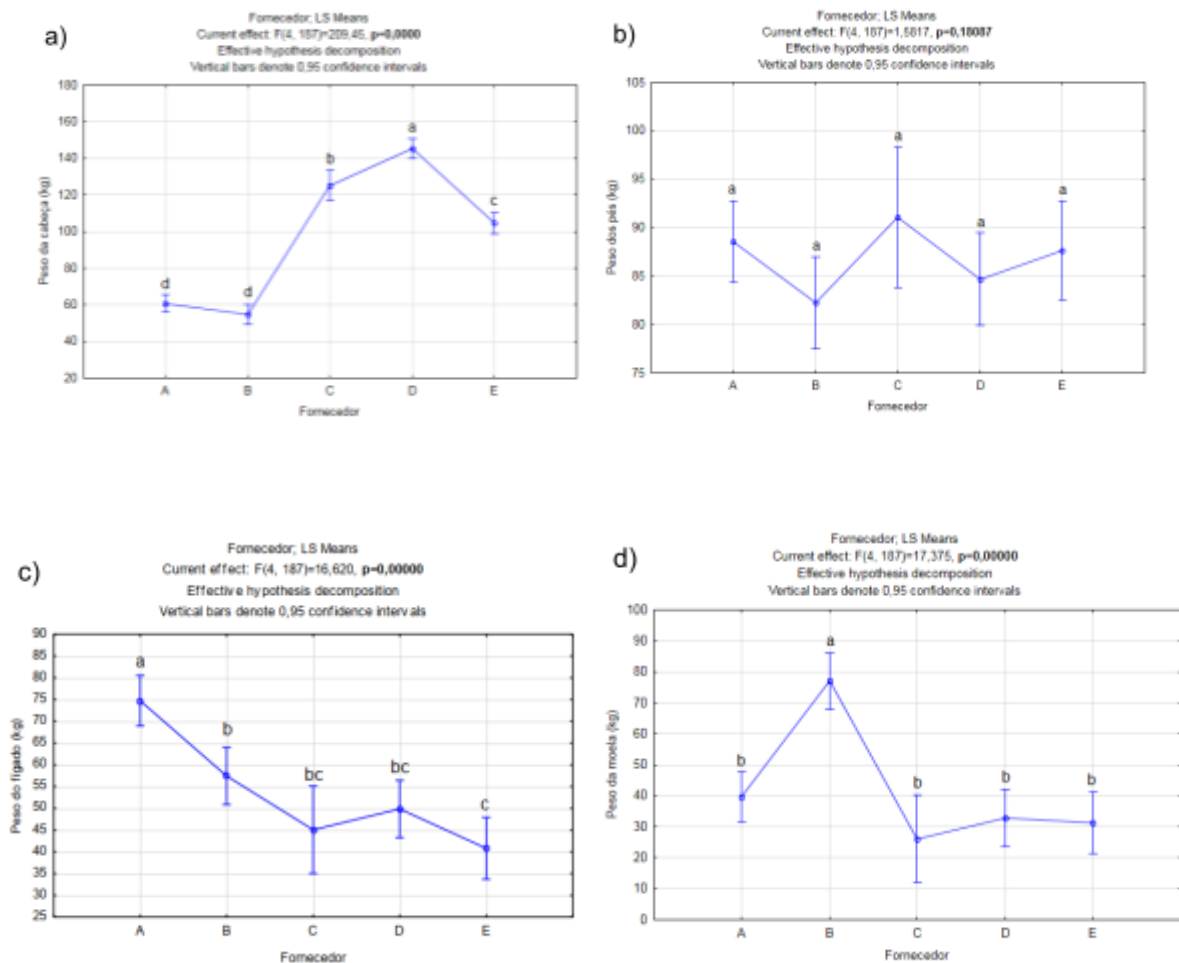 a)
Fornecedor; LS Means
Current effect: F(4, 187)=209,45, p=0,0000
Effective hypothesis decomposition
Vertical bars denote 0,95 confidence intervals
180
160
140
120
100
80
60
40
20
Peso da cabeça (kg)
d
d
b
a
c
A B C D E
Fornecedor
b)
Fornecedor; LS Means
Current effect: F(4, 187)=1,5817, p=0,18087
Effective hypothesis decomposition
Vertical bars denote 0,95 confidence intervals
105
100
95
90
85
80
75
Peso dos pés (kg)
a
a
a
a
a
A B C D E
Fornecedor
c)
Fornecedor; LS Means
Current effect: F(4, 187)=16,620, p=0,00000
Effective hypothesis decomposition
Vertical bars denote 0,95 confidence intervals
90
85
80
75
70
65
60
55
50
45
40
35
30
25
Peso do fígado (kg)
a
b
bc
bc
c
A B C D E
Fornecedor
d)
Fornecedor; LS Means
Current effect: F(4, 187)=17,375, p=0,00000
Effective hypothesis decomposition
Vertical bars denote 0,95 confidence intervals
100
90
80
70
60
50
40
30
20
10
0
Peso da moela (kg)
b
a
b
b
b
A B C D E
Fornecedor